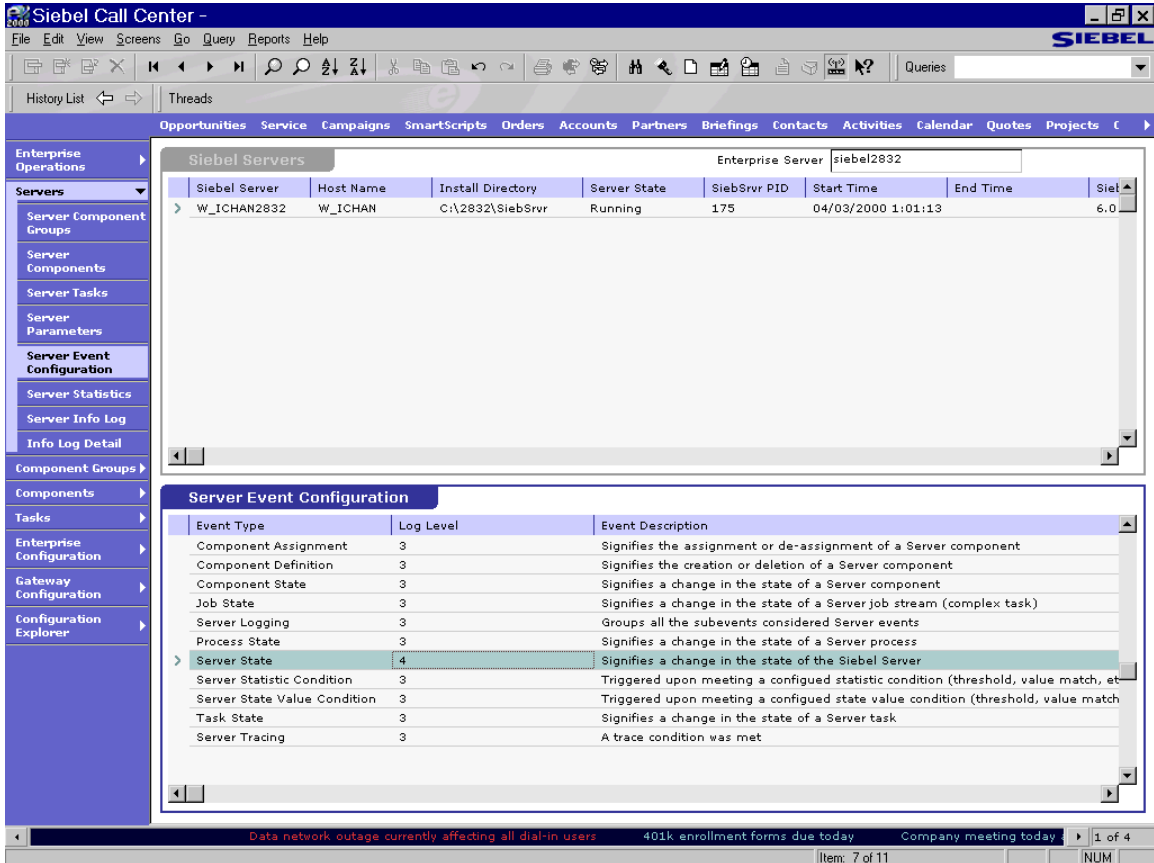 Siebel Call Center -
File Edit View Screens Go Query Reports Help
SIEBEL
Queries
History List Threads
Opportunities Service Campaigns SmartScripts Orders Accounts Partners Briefings Contacts Activities Calendar Quotes Projects
Enterprise Operations
Servers
Server Component Groups
Server Components
Server Tasks
Server Parameters
Server Event Configuration
Server Statistics
Server Info Log
Info Log Detail
Component Groups
Components
Tasks
Enterprise Configuration
Gateway Configuration
Configuration Explorer
Siebel Servers
Enterprise Server siebel2832
Siebel Server Host Name Install Directory Server State SiebSrvr PID Start Time End Time
W_ICHAN2832 W_ICHAN C:\2832\SiebSrvr Running 175 04/03/2000 1:01:13 6.0
Server Event Configuration
Event Type Log Level Event Description
Component Assignment 3 Signifies the assignment or de-assignment of a Server component
Component Definition 3 Signifies the creation or deletion of a Server component
Component State 3 Signifies a change in the state of a Server component
Job State 3 Signifies a change in the state of a Server job stream (complex task)
Server Logging 3 Groups all the subevents considered Server events
Process State 3 Signifies a change in the state of a Server process
Server State 4 Signifies a change in the state of the Siebel Server
Server Statistic Condition 3 Triggered upon meeting a configued statistic condition (threshold, value match, et
Server State Value Condition 3 Triggered upon meeting a configued state value condition (threshold, value match
Task State 3 Signifies a change in the state of a Server task
Server Tracing 3 A trace condition was met
Data network outage currently affecting all dial-in users 401k enrollment forms due today Company meeting today 1 of 4
Item: 7 of 11 NUM